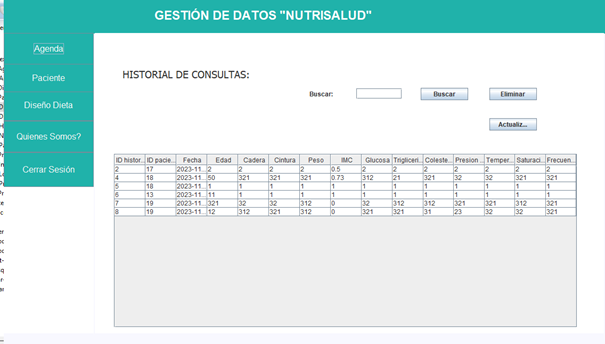 GESTIÓN DE DATOS "NUTRISALUD"
Agenda
Paciente
Diseño Dieta
Quienes Somos?
Cerrar Sesión
HISTORIAL DE CONSULTAS:
Buscar:
Buscar
Eliminar
Actualiz...
ID histor... ID pacie... Fecha Edad Cadera Cintura Peso IMC Glucosa Trigliceri... Coleste... Presion ... Temper... Saturaci... Frecuen...
2 17 2023-11... 2 2 2 2 0.5 2 2 2 2 2 2 2
4 18 2023-11... 50 321 321 321 0.73 312 21 321 32 32 321 321
5 18 2023-11... 1 1 1 1 1 1 1 1 1 1 1 1
6 13 2023-11... 11 1 1 1 1 1 1 1 1 1 1 1
7 19 2023-11... 321 32 32 312 0 32 312 312 321 321 312 312
8 19 2023-11... 12 312 321 312 0 321 321 31 23 32 32 321